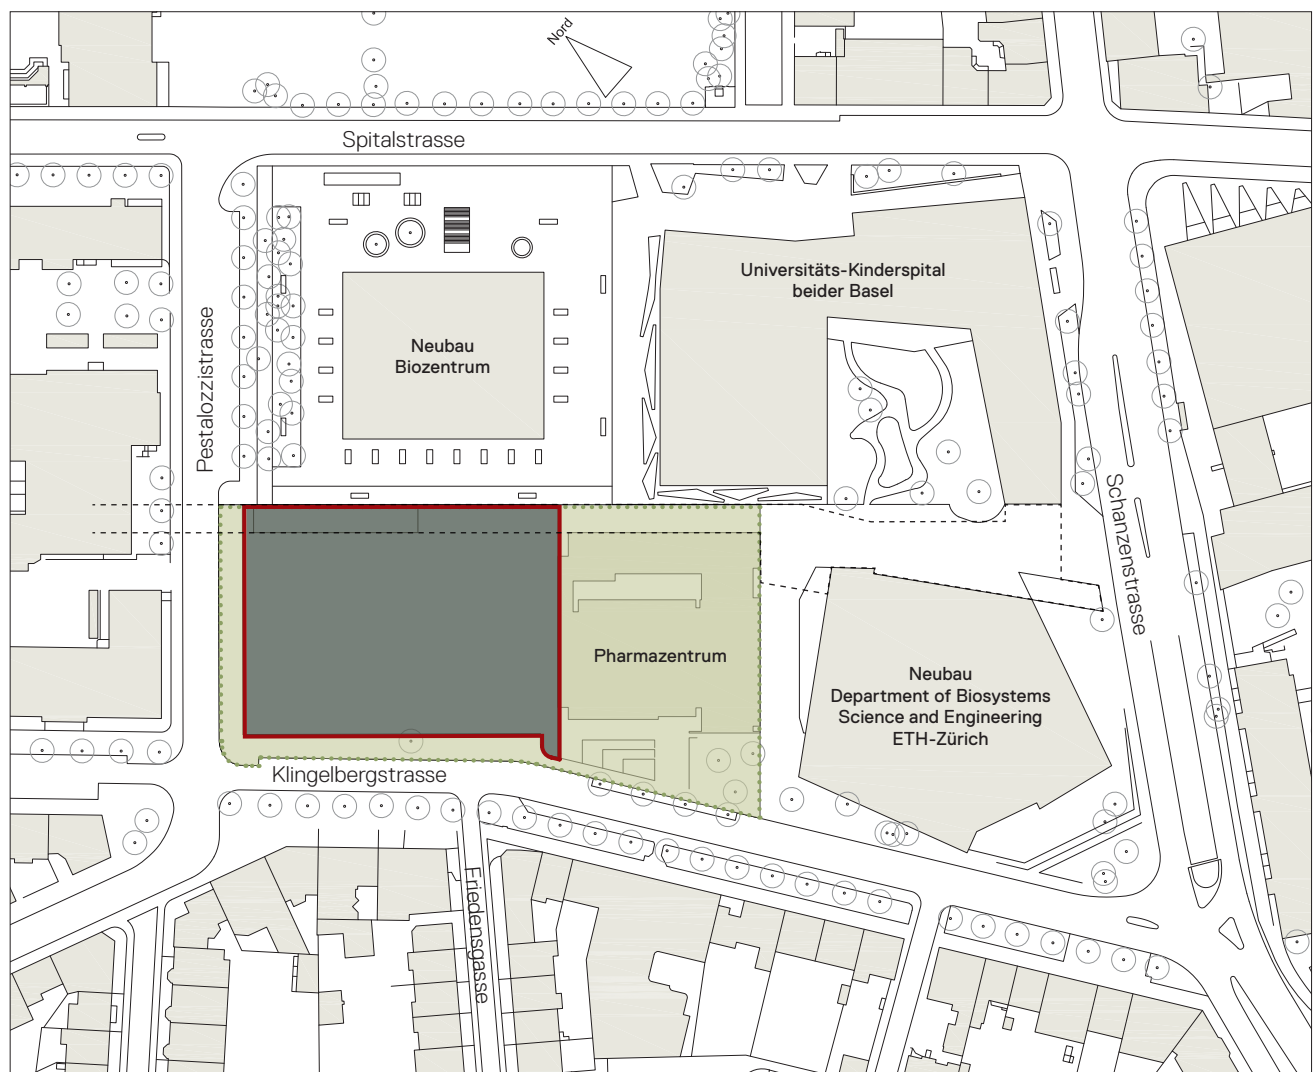 Nord
Spitalstrasse
Universitäts-Kinderspital
beider Basel
Pestalozzistrasse
Neubau
Biozentrum
Schanzenstrasse
Pharmazentrum
Neubau
Department of Biosystems
Science and Engineering
ETH-Zürich
Klingelbergstrasse
Friedensgasse